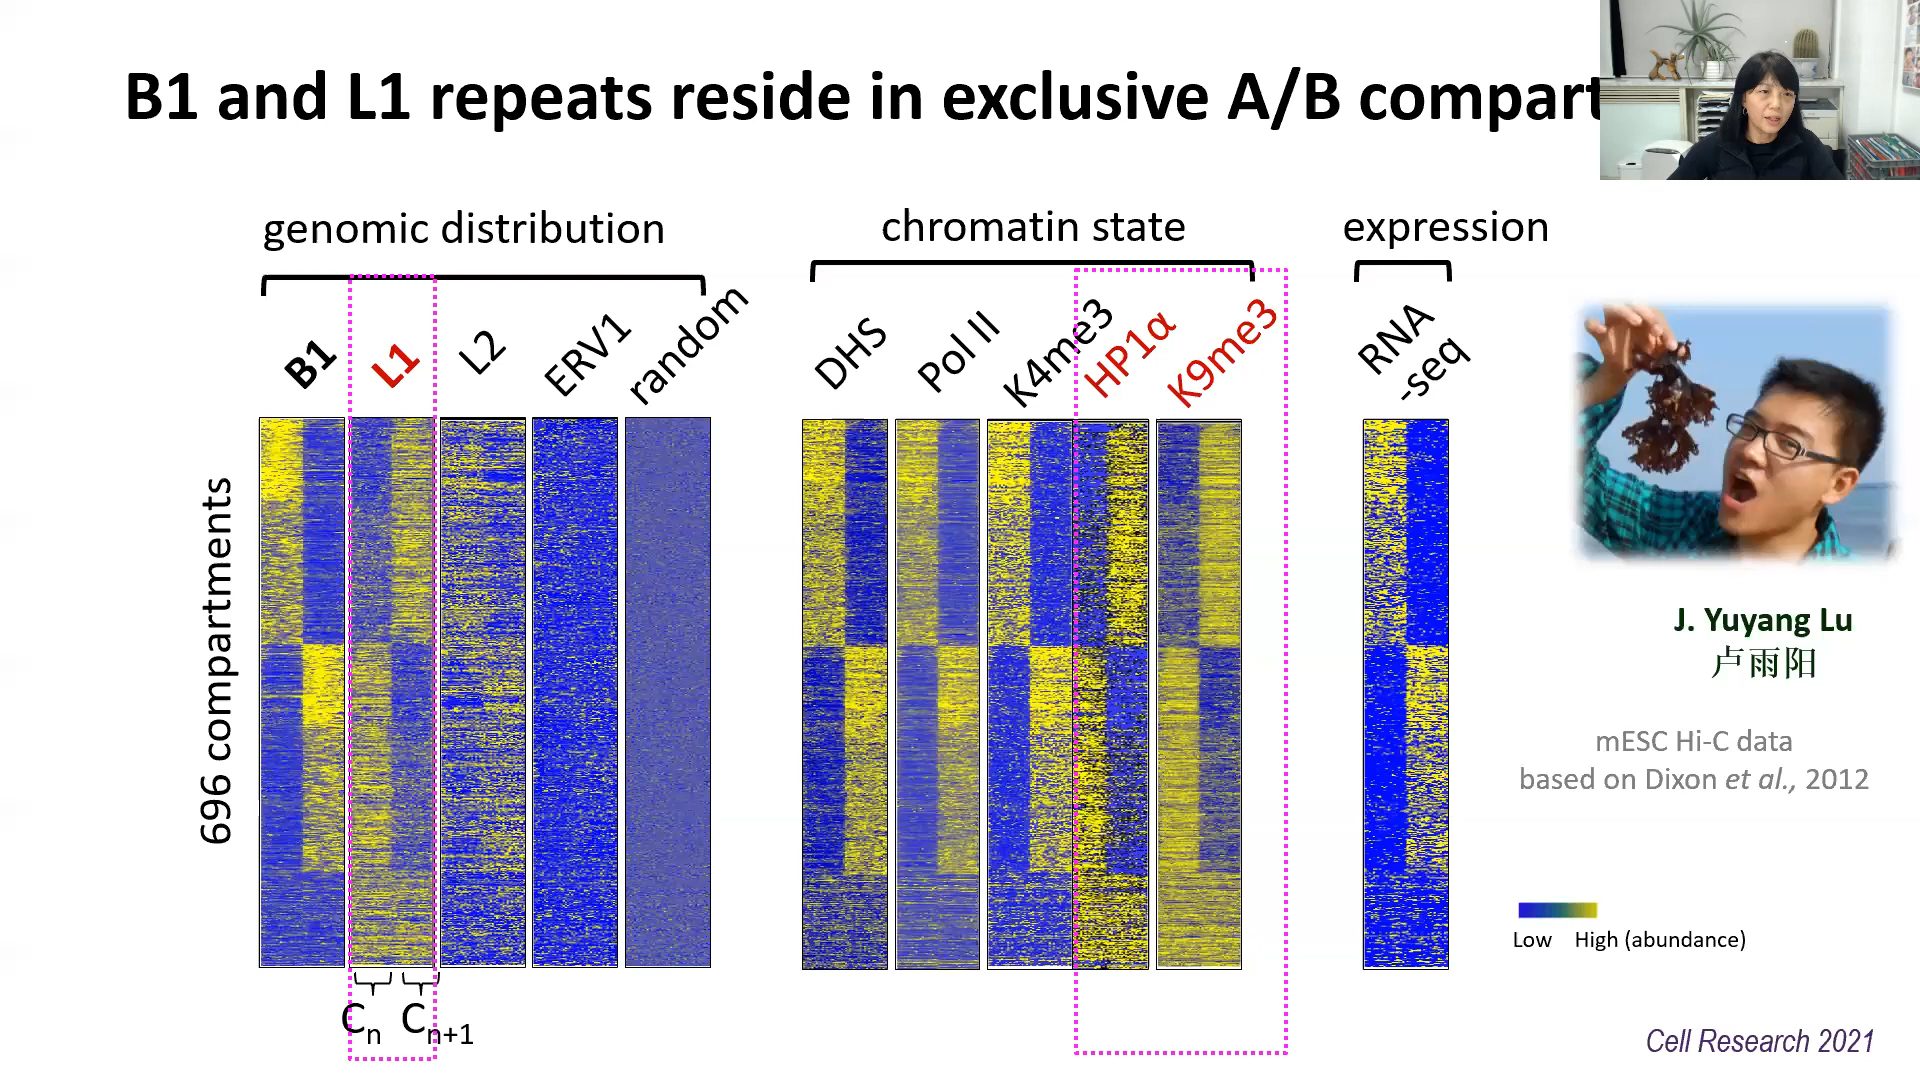 B1 and L1 repeats reside in exclusive A/B compart
genomic distribution
chromatin state
expression
B1
L1
L2
ERV1
random
DHS
Pol II
K4me3
HP1α
K9me3
RNA
-seq
696 compartments
J. Yuyang Lu
卢雨阳
mESC Hi-C data
based on Dixon et al., 2012
Low High (abundance)
Cn Cn+1
Cell Research 2021